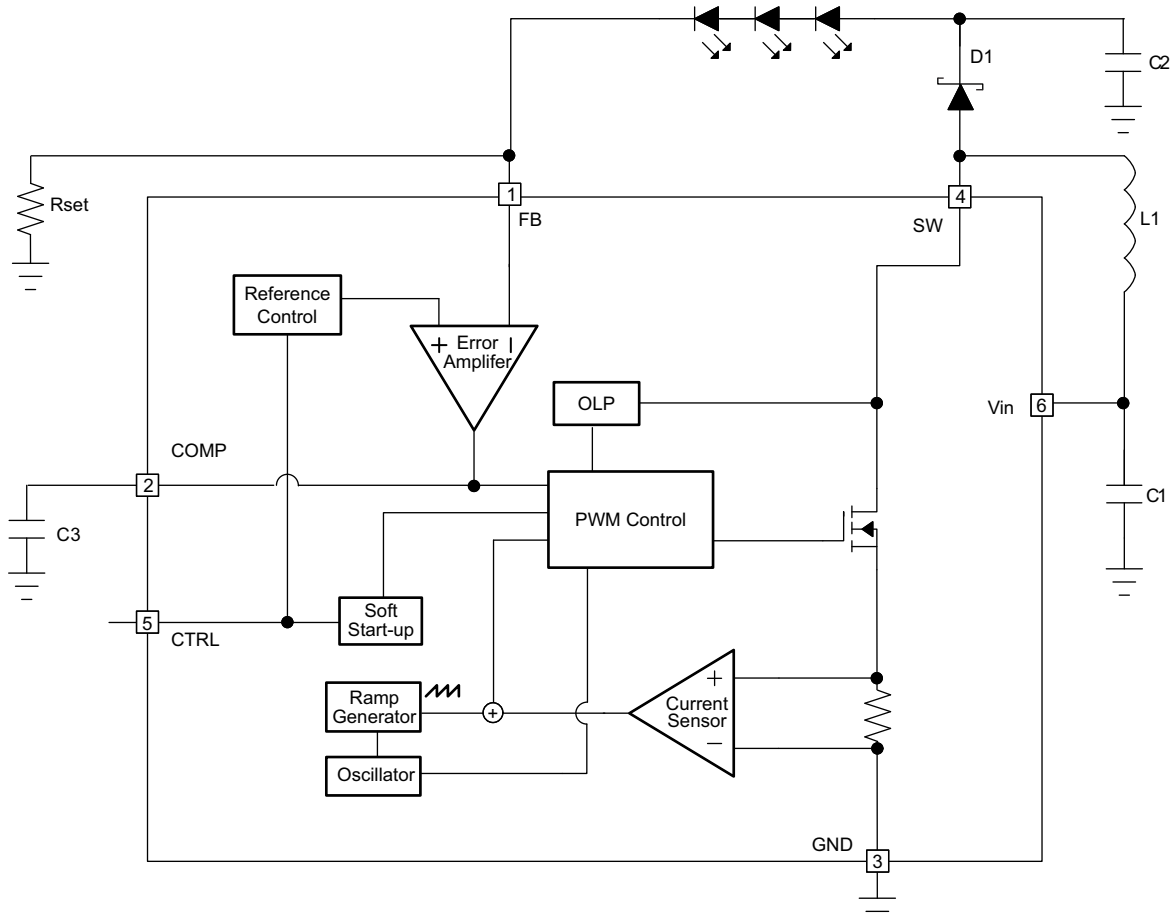 D1
C2
Rset
1
FB
4
SW
L1
Reference
Control
+
Error
Amplifer
OLP
Vin
6
COMP
2
C3
PWM Control
C1
5
CTRL
Soft
Start-up
Ramp
Generator
+
+
Current
Sensor
−
Oscillator
GND
3